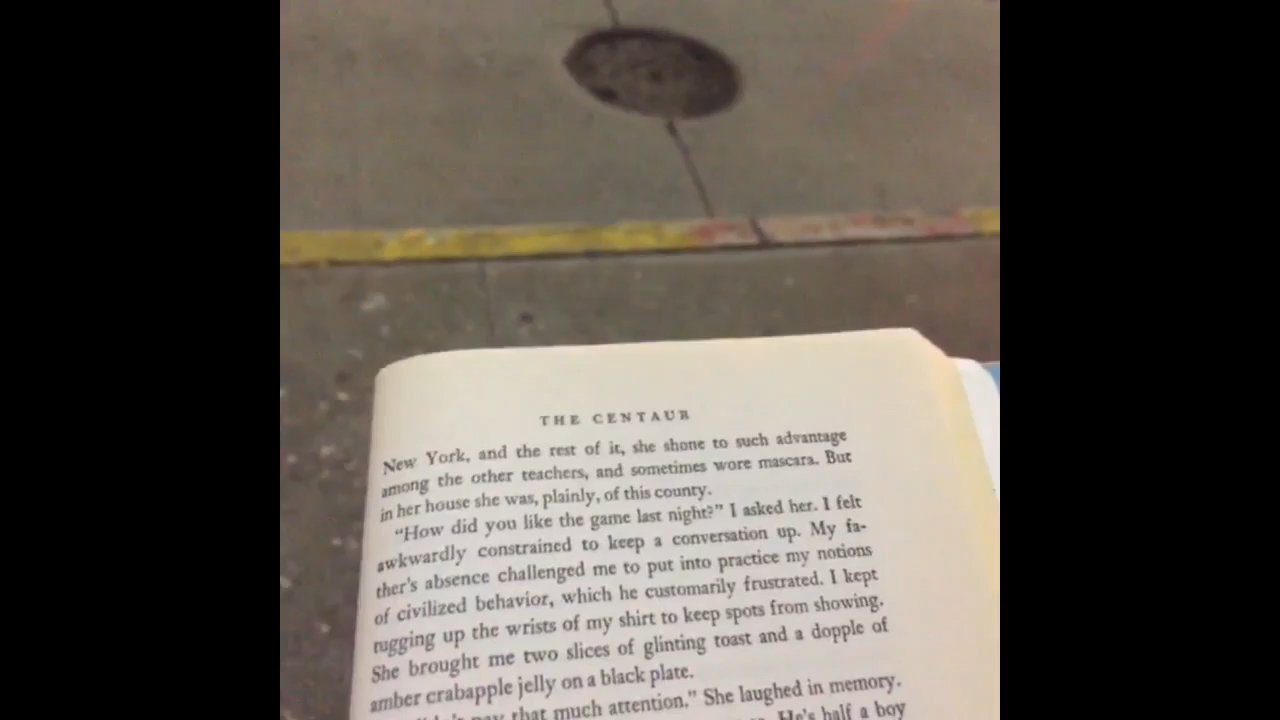 THE CENTAUR
New York, and the rest of it, she shone to such advantage
among the other teachers, and sometimes wore mascara. But
in her house she was, plainly, of this county.
“How did you like the game last night?” I asked her. I felt
awkwardly constrained to keep a conversation up. My fa-
ther's absence challenged me to put into practice my notions
of civilized behavior, which he customarily frustrated. I kept
tugging up the wrists of my shirt to keep spots from showing.
She brought me two slices of glinting toast and a dopple of
amber crabapple jelly on a black plate.
pay that much attention.” She laughed in memory.
He's half a boy